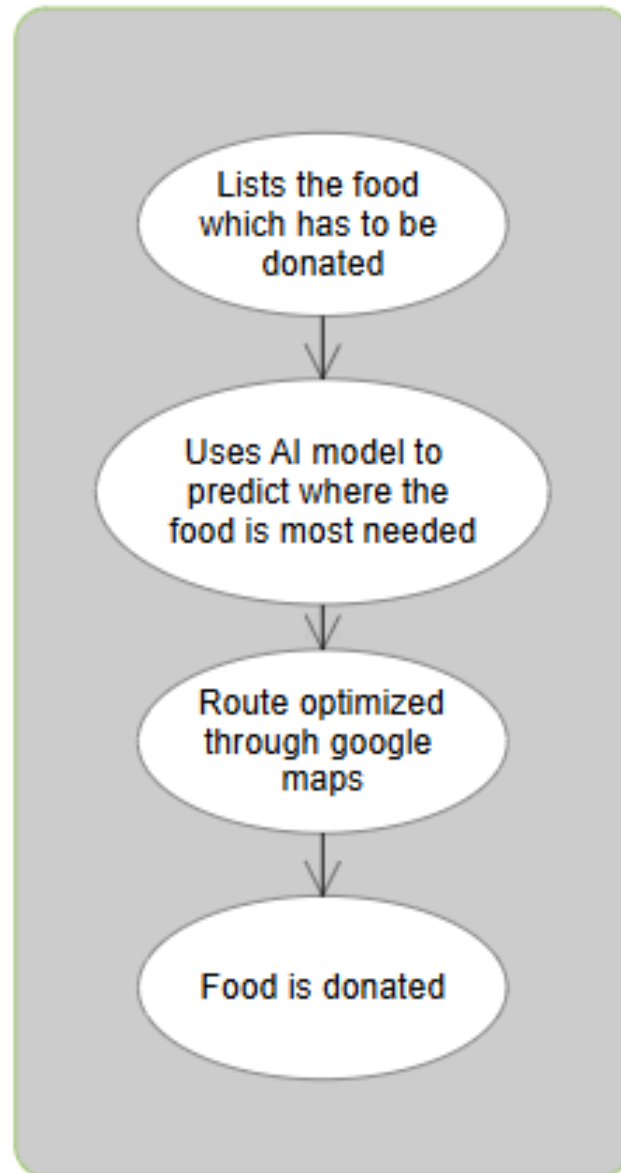 Lists the food
which has to be
donated
Uses AI model to
predict where the
food is most needed
Route optimized
through google
maps
Food is donated